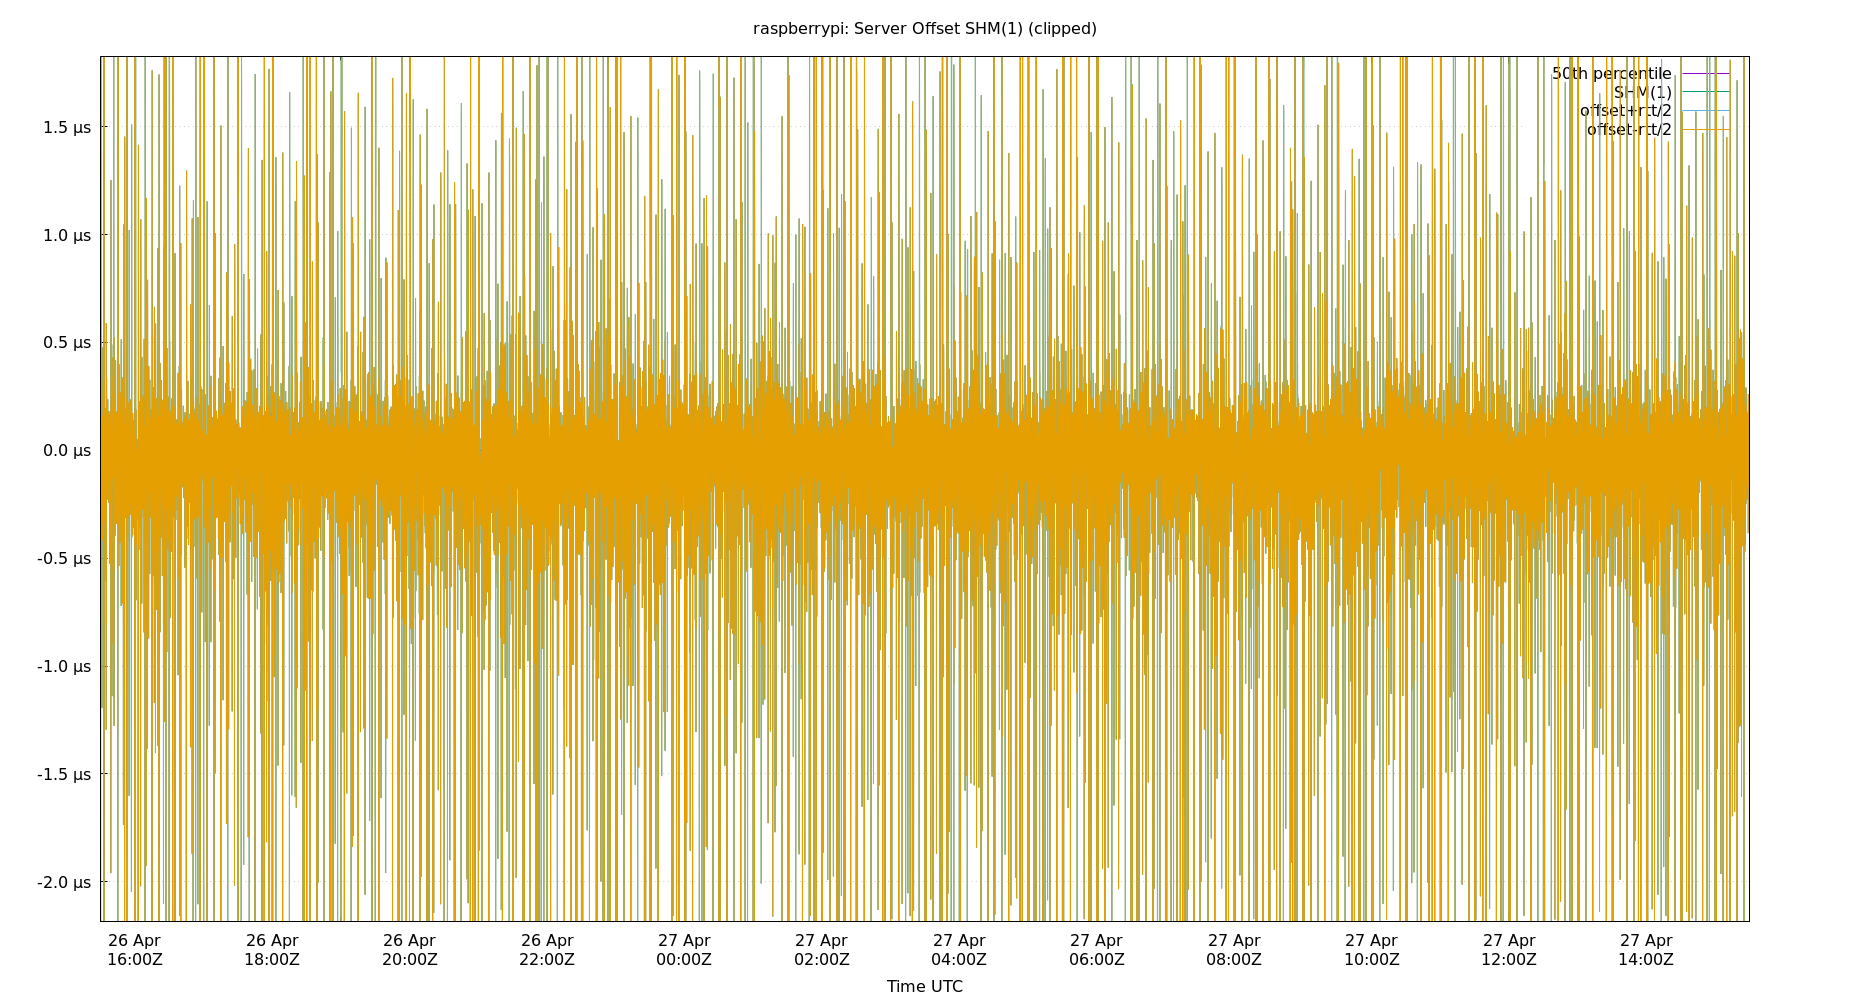 raspberrypi: Server Offset SHM(1) (clipped)
50th percentile
SHM(1)
offset+rtt/2
offset-rtt/2
1.5 µs
1.0 µs
0.5 µs
0.0 µs
-0.5 µs
-1.0 µs
-1.5 µs
-2.0 µs
26 Apr 26 Apr 26 Apr 26 Apr 27 Apr 27 Apr 27 Apr 27 Apr 27 Apr 27 Apr 27 Apr 27 Apr
16:00Z 18:00Z 20:00Z 22:00Z 00:00Z 02:00Z 04:00Z 06:00Z 08:00Z 10:00Z 12:00Z 14:00Z
Time UTC